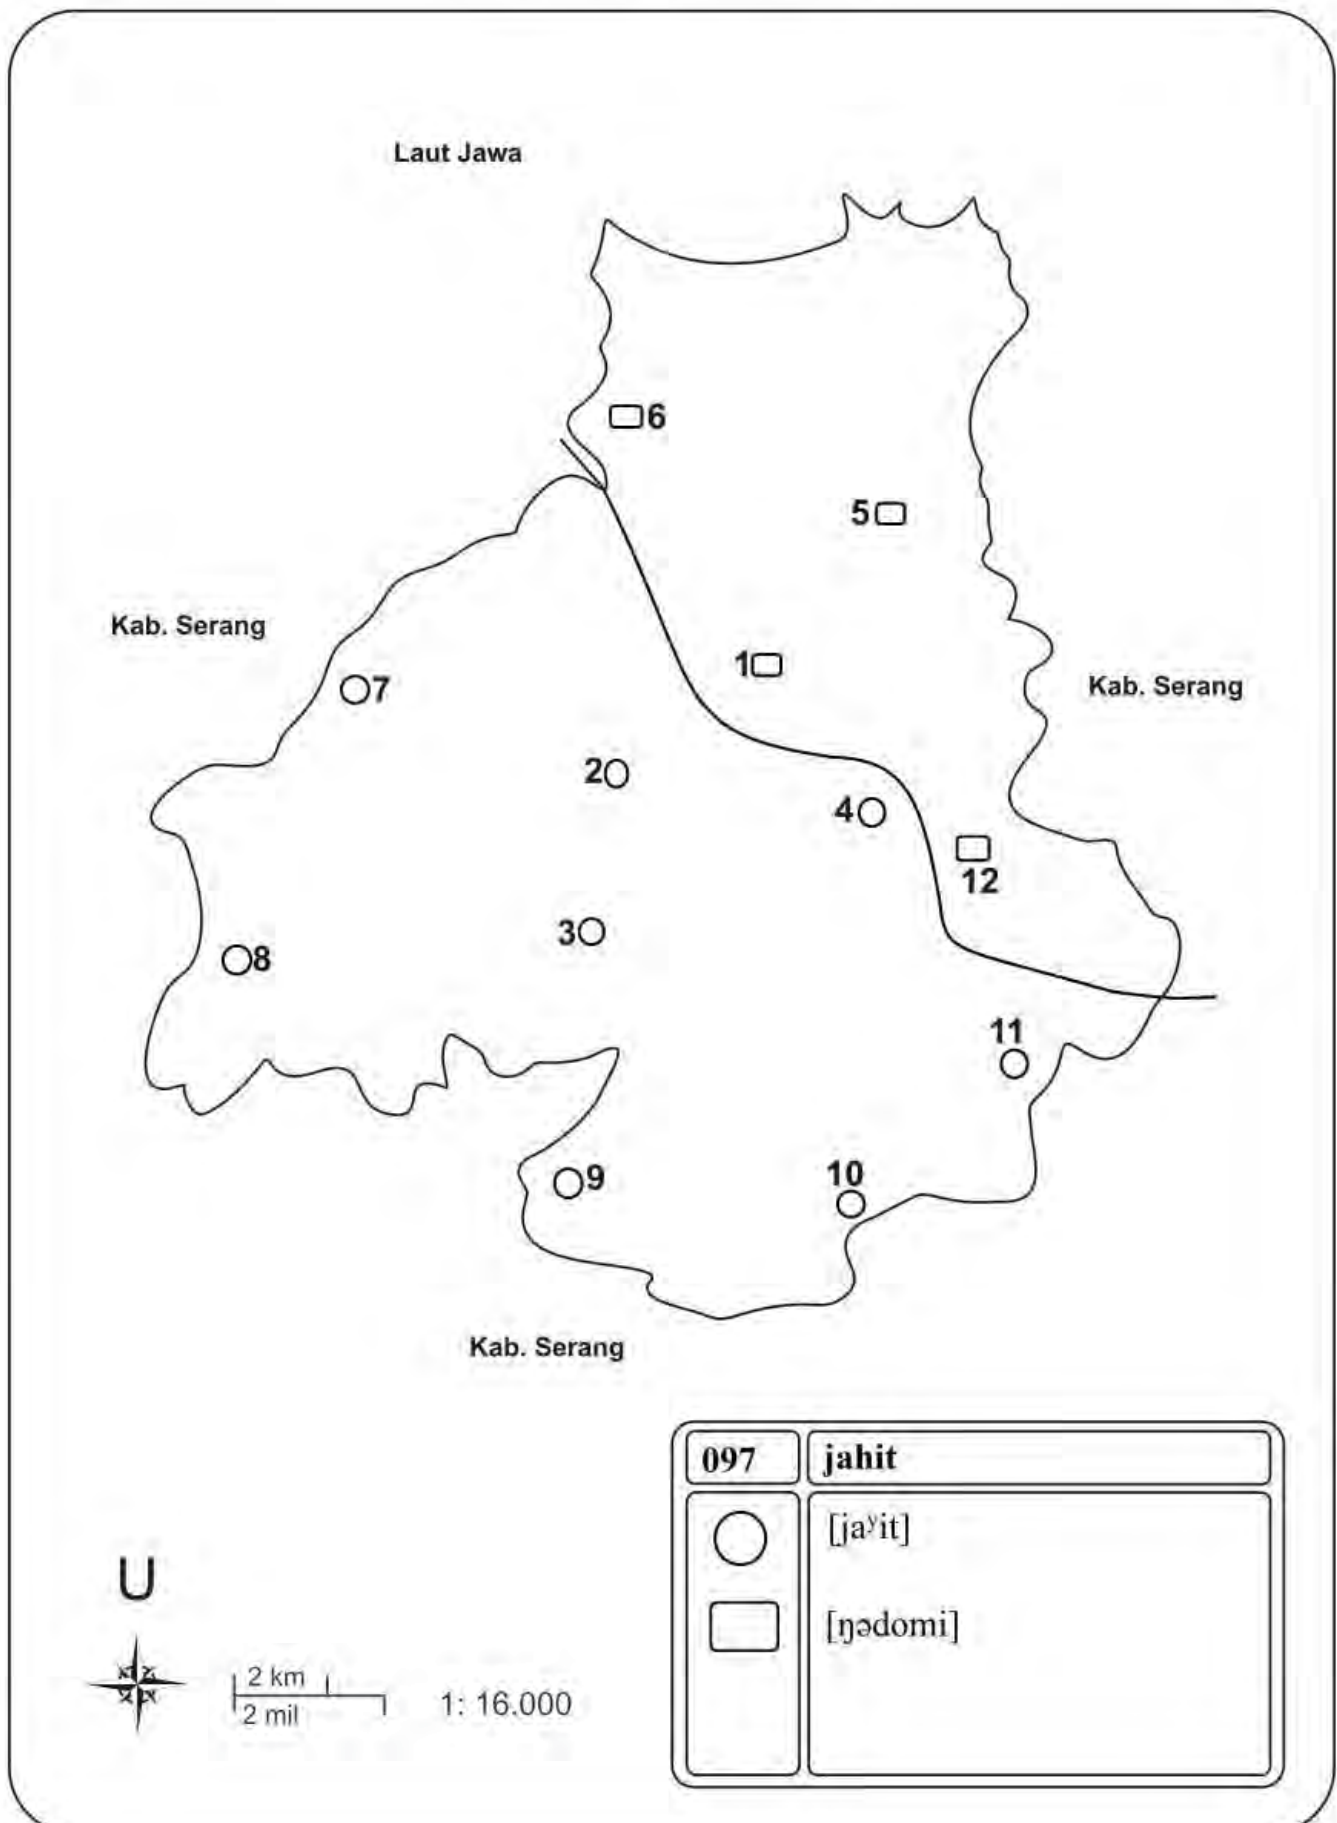 Laut Jawa
6
5
Kab. Serang
1
Kab. Serang
7
2
4
12
3
8
11
9
10
Kab. Serang
097 jahit
[jaʸit]
[ŋədomi]
U
2 km
2 mil
1: 16.000